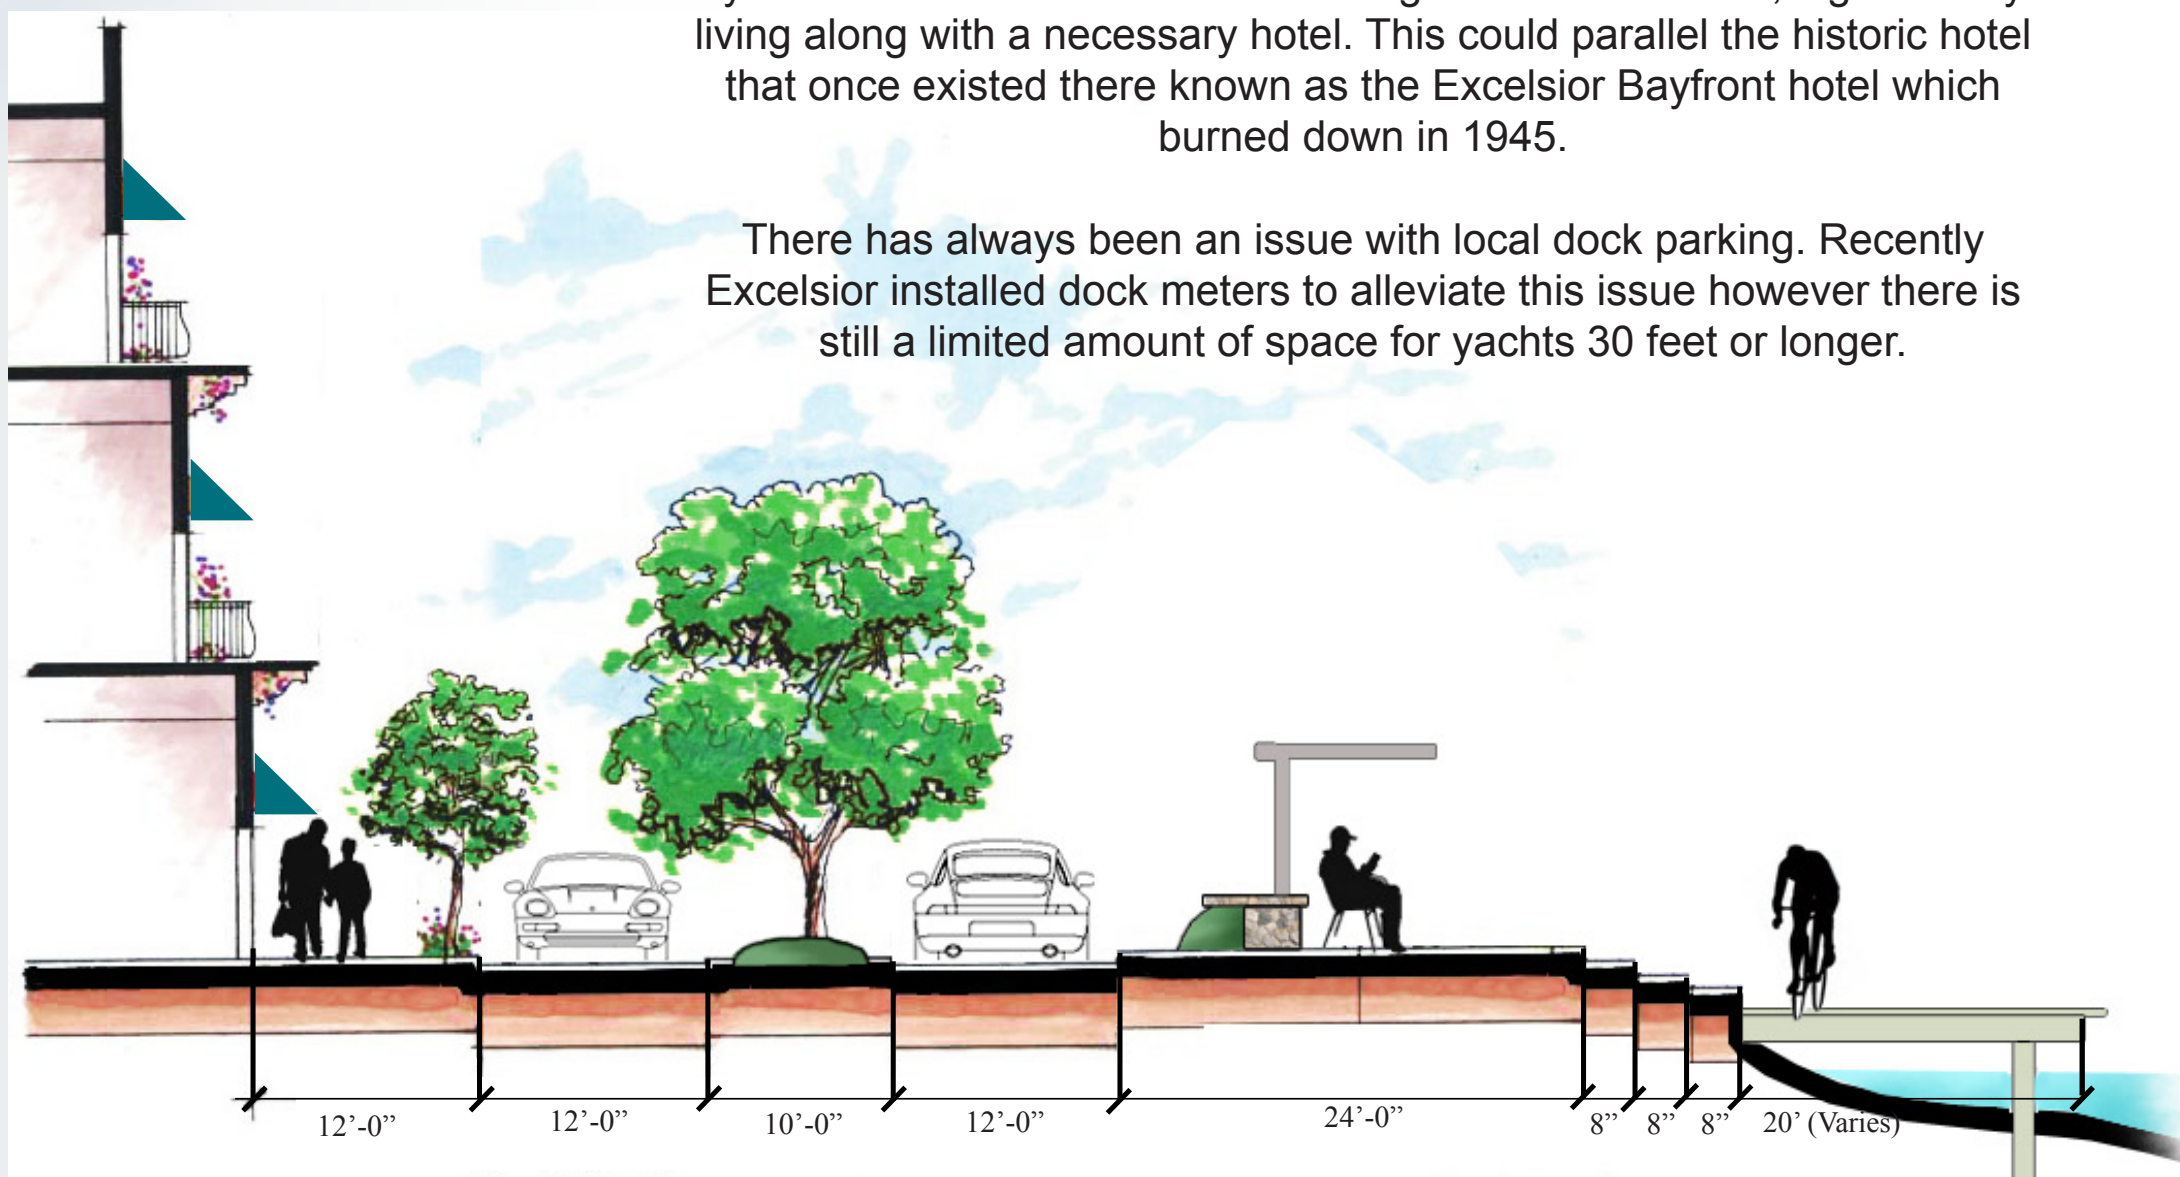 living along with a necessary hotel. This could parallel the historic hotel
that once existed there known as the Excelsior Bayfront hotel which
burned down in 1945.
There has always been an issue with local dock parking. Recently
Excelsior installed dock meters to alleviate this issue however there is
still a limited amount of space for yachts 30 feet or longer.
12’-0” 12’-0” 10’-0” 12’-0” 24’-0” 8” 8” 8” 20’ (Varies)